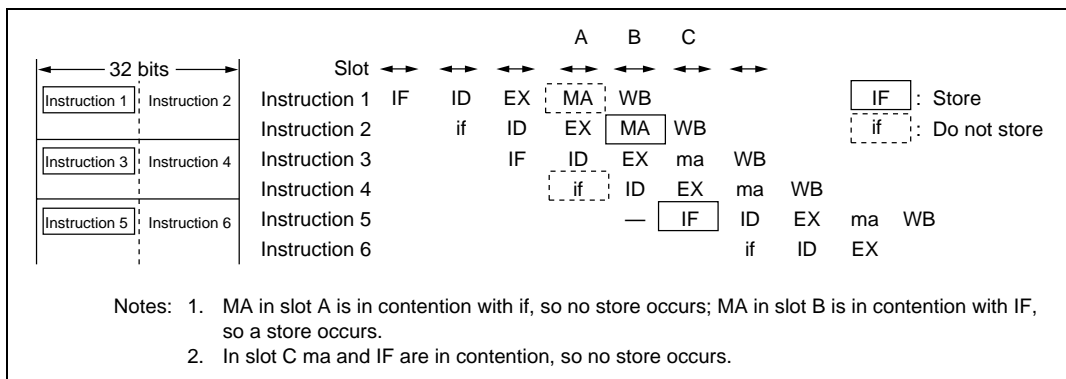 A B C
32 bits
Slot
Instruction 1 Instruction 2 Instruction 1 IF ID EX MA WB IF : Store
Instruction 2 if ID EX MA WB if : Do not store
Instruction 3 Instruction 4 Instruction 3 IF ID EX ma WB
Instruction 4 if ID EX ma WB
Instruction 5 Instruction 6 Instruction 5 — IF ID EX ma WB
Instruction 6 if ID EX
Notes: 1. MA in slot A is in contention with if, so no store occurs; MA in slot B is in contention with IF,
so a store occurs.
2. In slot C ma and IF are in contention, so no store occurs.